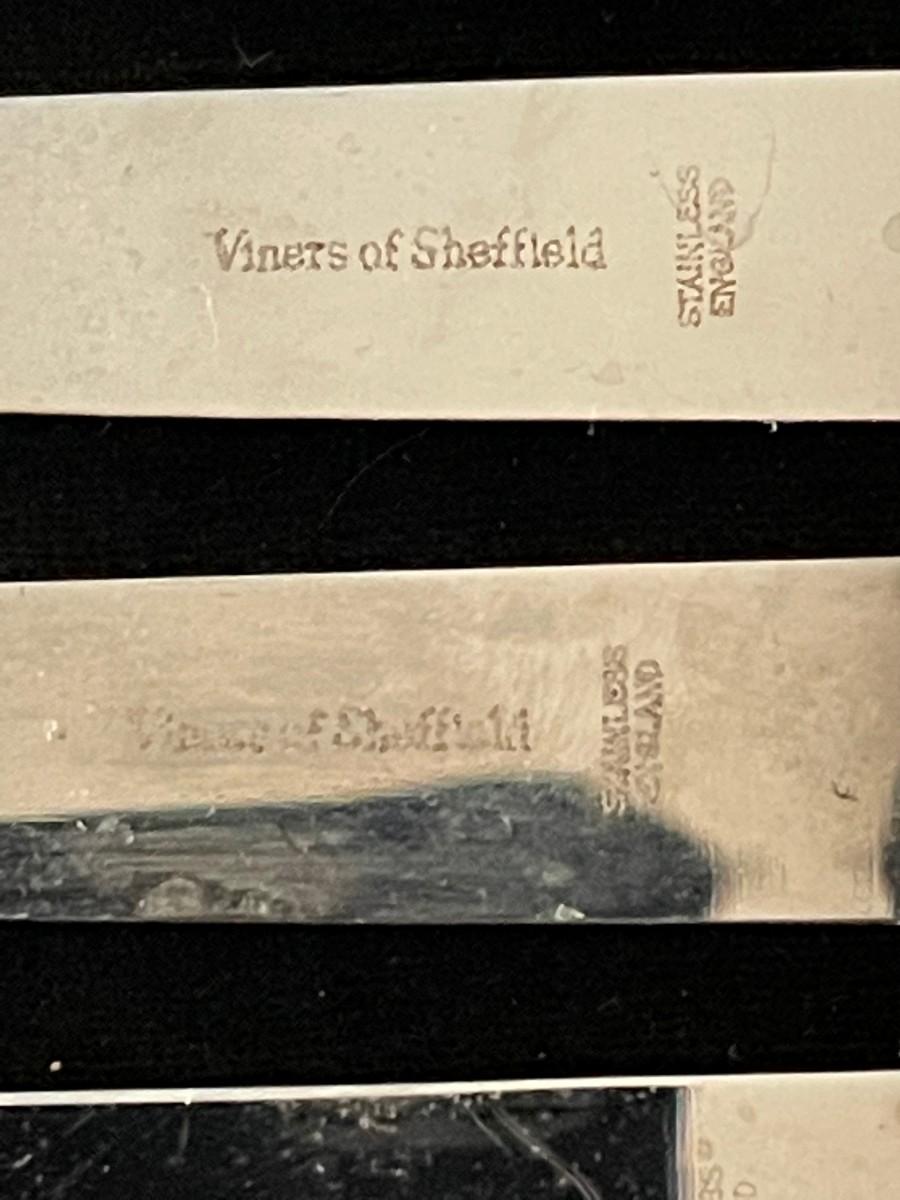 Viners of Sheffield
STAINLESS
ENGLAND
Viners of Sheffield
STAINLESS
ENGLAND